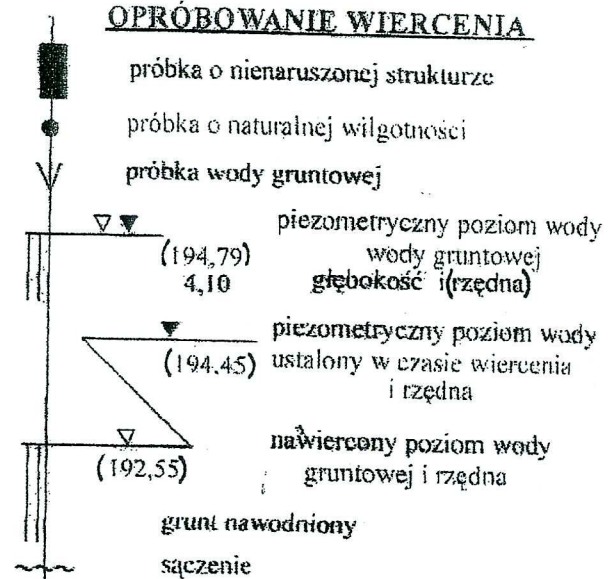 OPRÓBOWANIE WIERCENIA
próbka o nienaruszonej strukturze
próbka o naturalnej wilgotności
próbka wody gruntowej
piezometryczny poziom wody
wody gruntowej
(194,79)
4,10
głębokość i (rzędna)
piezometryczny poziom wody
(194,45) ustalony w czasie wiercenia
i rzędna
nawiercony poziom wody
(192,55)
gruntowej i rzędna
grunt nawodniony
sączenie